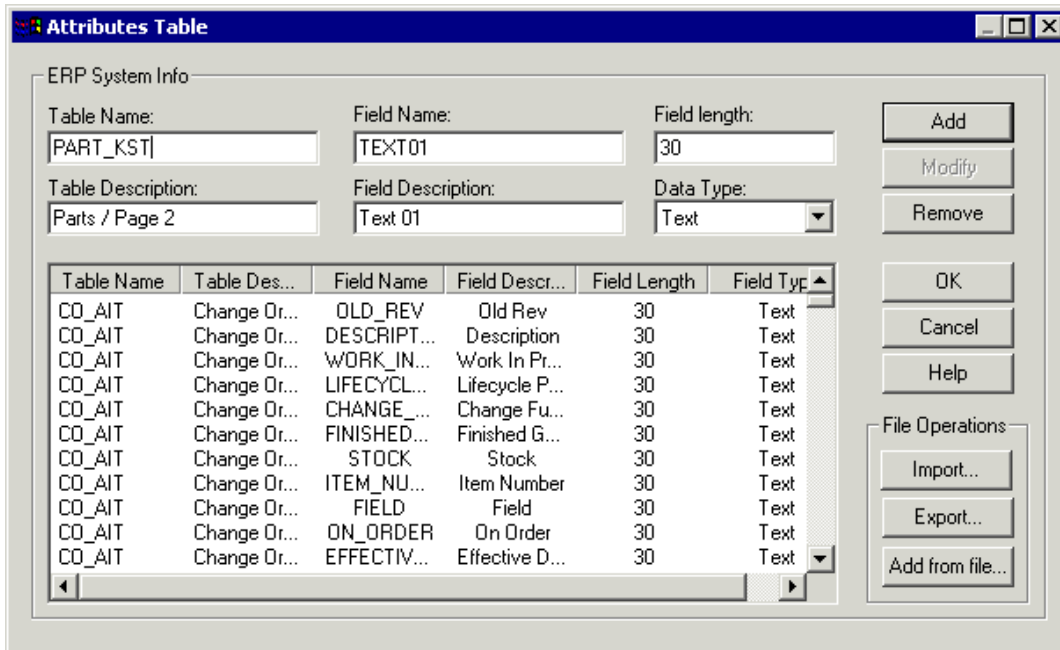 Attributes Table
ERP System Info
Table Name: Field Name: Field length:
PART_KST TEXT01 30
Table Description: Field Description: Data Type:
Parts / Page 2 Text 01 Text
Add
Modify
Remove
Table Name Table Des... Field Name Field Descr... Field Length Field Typ
CO_AIT Change Or... OLD_REV Old Rev 30 Text
CO_AIT Change Or... DESCRIPT... Description 30 Text
CO_AIT Change Or... WORK_IN... Work In Pr... 30 Text
CO_AIT Change Or... LIFECYCL... Lifecycle P... 30 Text
CO_AIT Change Or... CHANGE_... Change Fu... 30 Text
CO_AIT Change Or... FINISHED... Finished G... 30 Text
CO_AIT Change Or... STOCK Stock 30 Text
CO_AIT Change Or... ITEM_NU... Item Number 30 Text
CO_AIT Change Or... FIELD Field 30 Text
CO_AIT Change Or... ON_ORDER On Order 30 Text
CO_AIT Change Or... EFFECTIV... Effective D... 30 Text
OK
Cancel
Help
File Operations
Import...
Export...
Add from file...